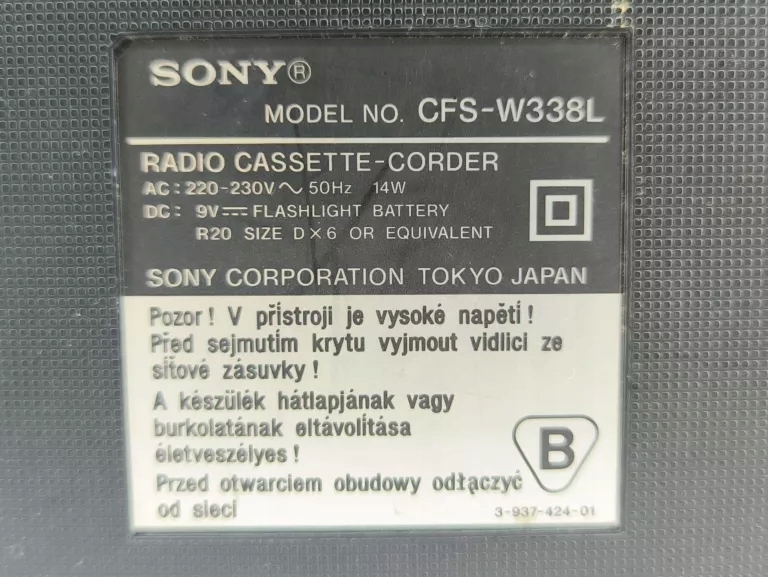 SONY®
MODEL NO. CFS-W338L
RADIO CASSETTE-CORDER
AC: 220-230V ~ 50Hz 14W
DC: 9V⎓ FLASHLIGHT BATTERY
R20 SIZE D×6 OR EQUIVALENT
SONY CORPORATION TOKYO JAPAN
Pozor! V přístroji je vysoké napětí!
Před sejmutím krytu vyjmout vidlici ze
síťové zásuvky!
A készülék hátlapjának vagy
burkolatának eltávolítása
életveszélyes!
Przed otwarciem obudowy odłączyć
od sieci
B
3-937-424-01